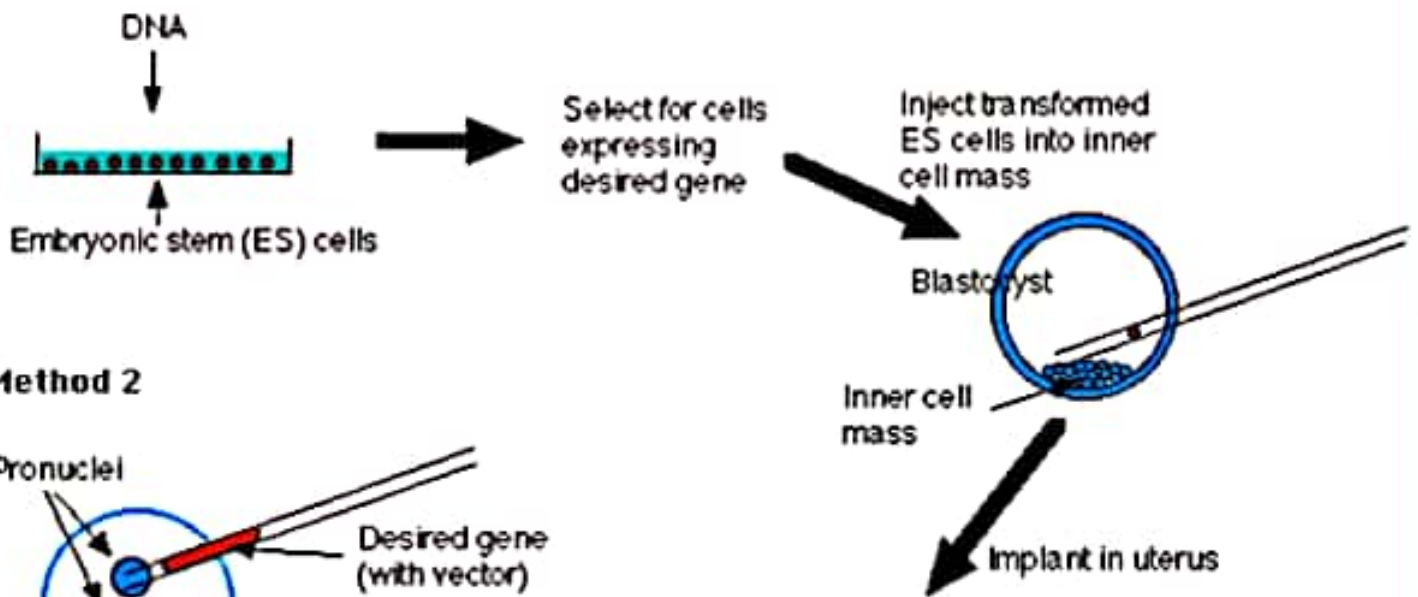 DNA
Embryonic stem (ES) cells
Select for cells
expressing
desired gene
Inject transformed
ES cells into inner
cell mass
Blastocyst
Inner cell
mass
Method 2
Pronuclei
Desired gene
(with vector)
Implant in uterus